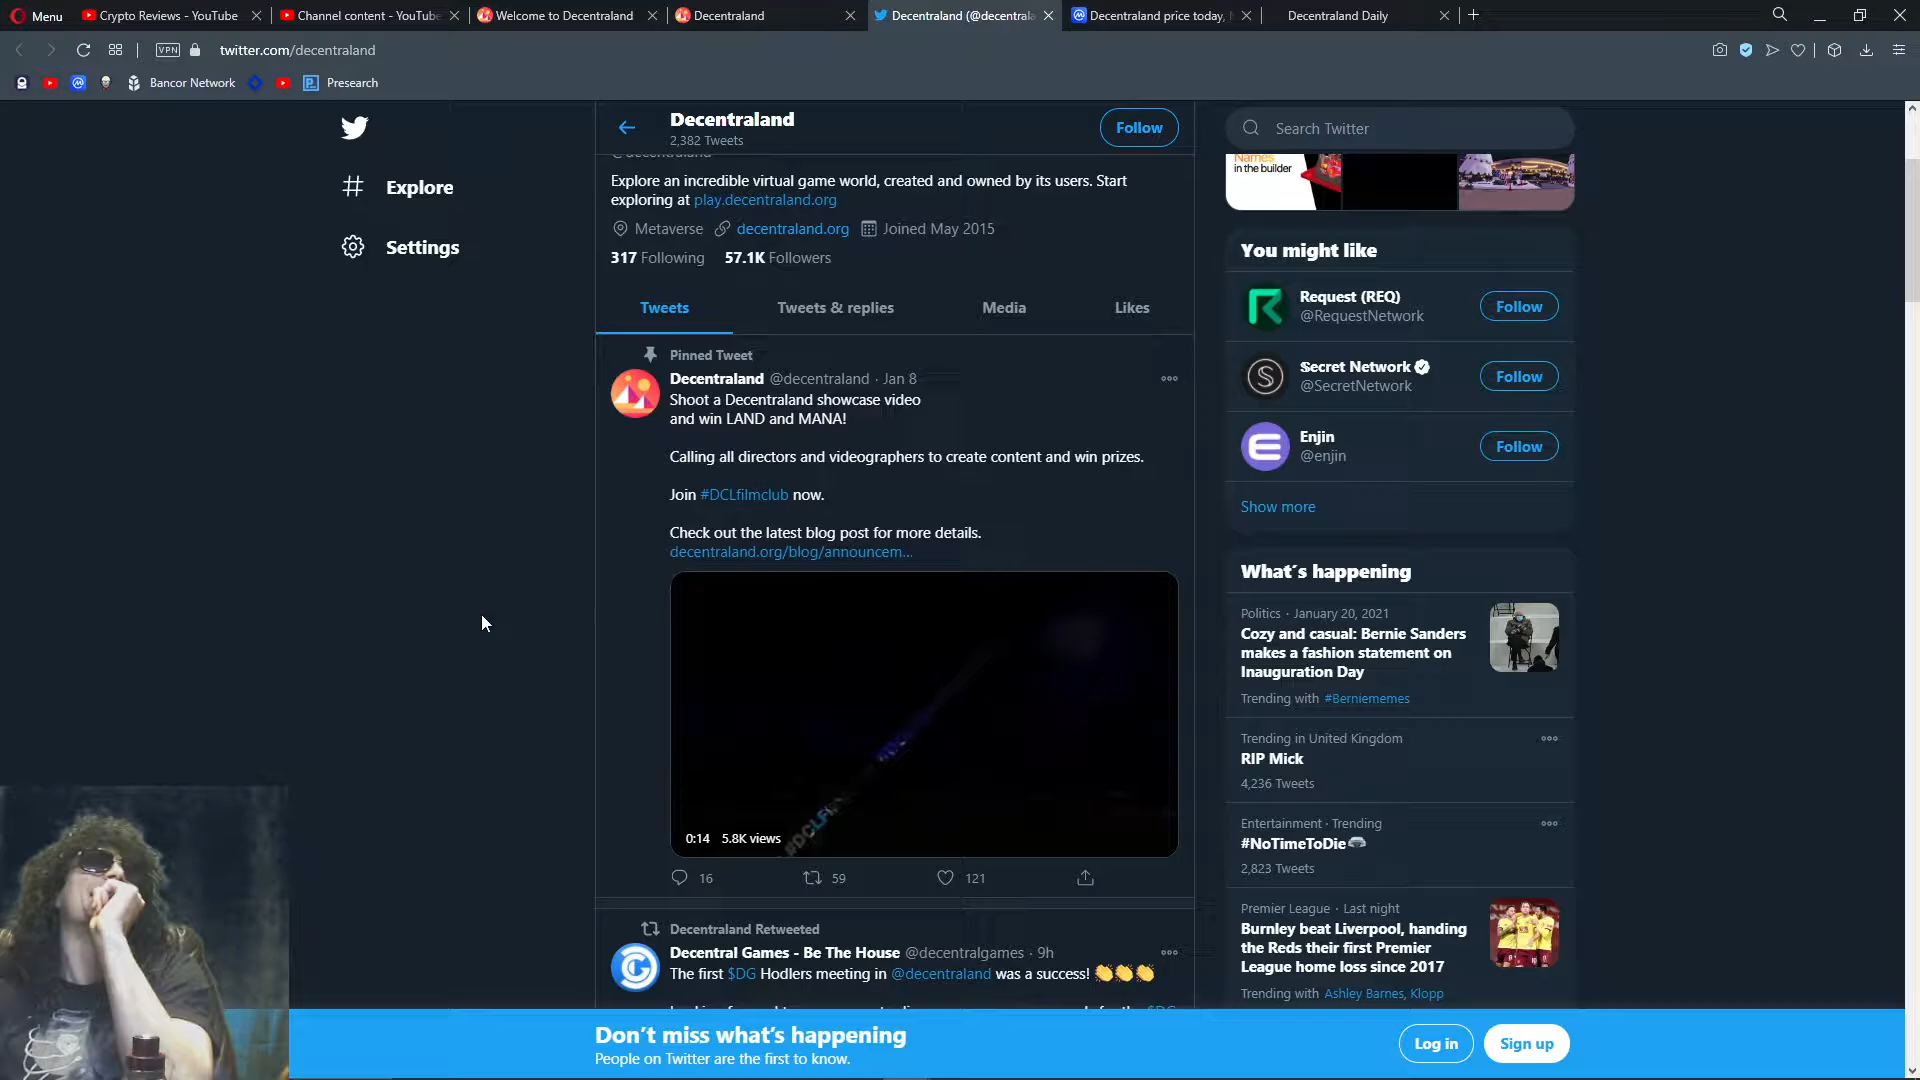 Menu
Crypto Reviews - YouTube
Channel content - YouTube
Welcome to Decentraland
Decentraland
Decentraland (@decentrala
Decentraland price today,
Decentraland Daily
VPN
twitter.com/decentraland
Bancor Network
Presearch
Explore
Settings
Decentraland
2,382 Tweets
Follow
@decentraland
Explore an incredible virtual game world, created and owned by its users. Start
exploring at play.decentraland.org
Metaverse decentraland.org Joined May 2015
317 Following 57.1K Followers
Tweets Tweets & replies Media Likes
Pinned Tweet
Decentraland @decentraland · Jan 8
Shoot a Decentraland showcase video
and win LAND and MANA!
Calling all directors and videographers to create content and win prizes.
Join #DCLfilmclub now.
Check out the latest blog post for more details.
decentraland.org/blog/announcem...
0:14 5.8K views
16 59 121
Decentraland Retweeted
Decentral Games - Be The House @decentralgames · 9h
The first $DG Hodlers meeting in @decentraland was a success! 👏👏👏
Search Twitter
Names
in the builder
You might like
Request (REQ)
@RequestNetwork
Follow
Secret Network
@SecretNetwork
Follow
Enjin
@enjin
Follow
Show more
What's happening
Politics · January 20, 2021
Cozy and casual: Bernie Sanders
makes a fashion statement on
Inauguration Day
Trending with #Berniememes
Trending in United Kingdom
RIP Mick
4,236 Tweets
Entertainment · Trending
#NoTimeToDie
2,823 Tweets
Premier League · Last night
Burnley beat Liverpool, handing
the Reds their first Premier
League home loss since 2017
Trending with Ashley Barnes, Klopp
Don't miss what's happening
People on Twitter are the first to know.
Log in
Sign up